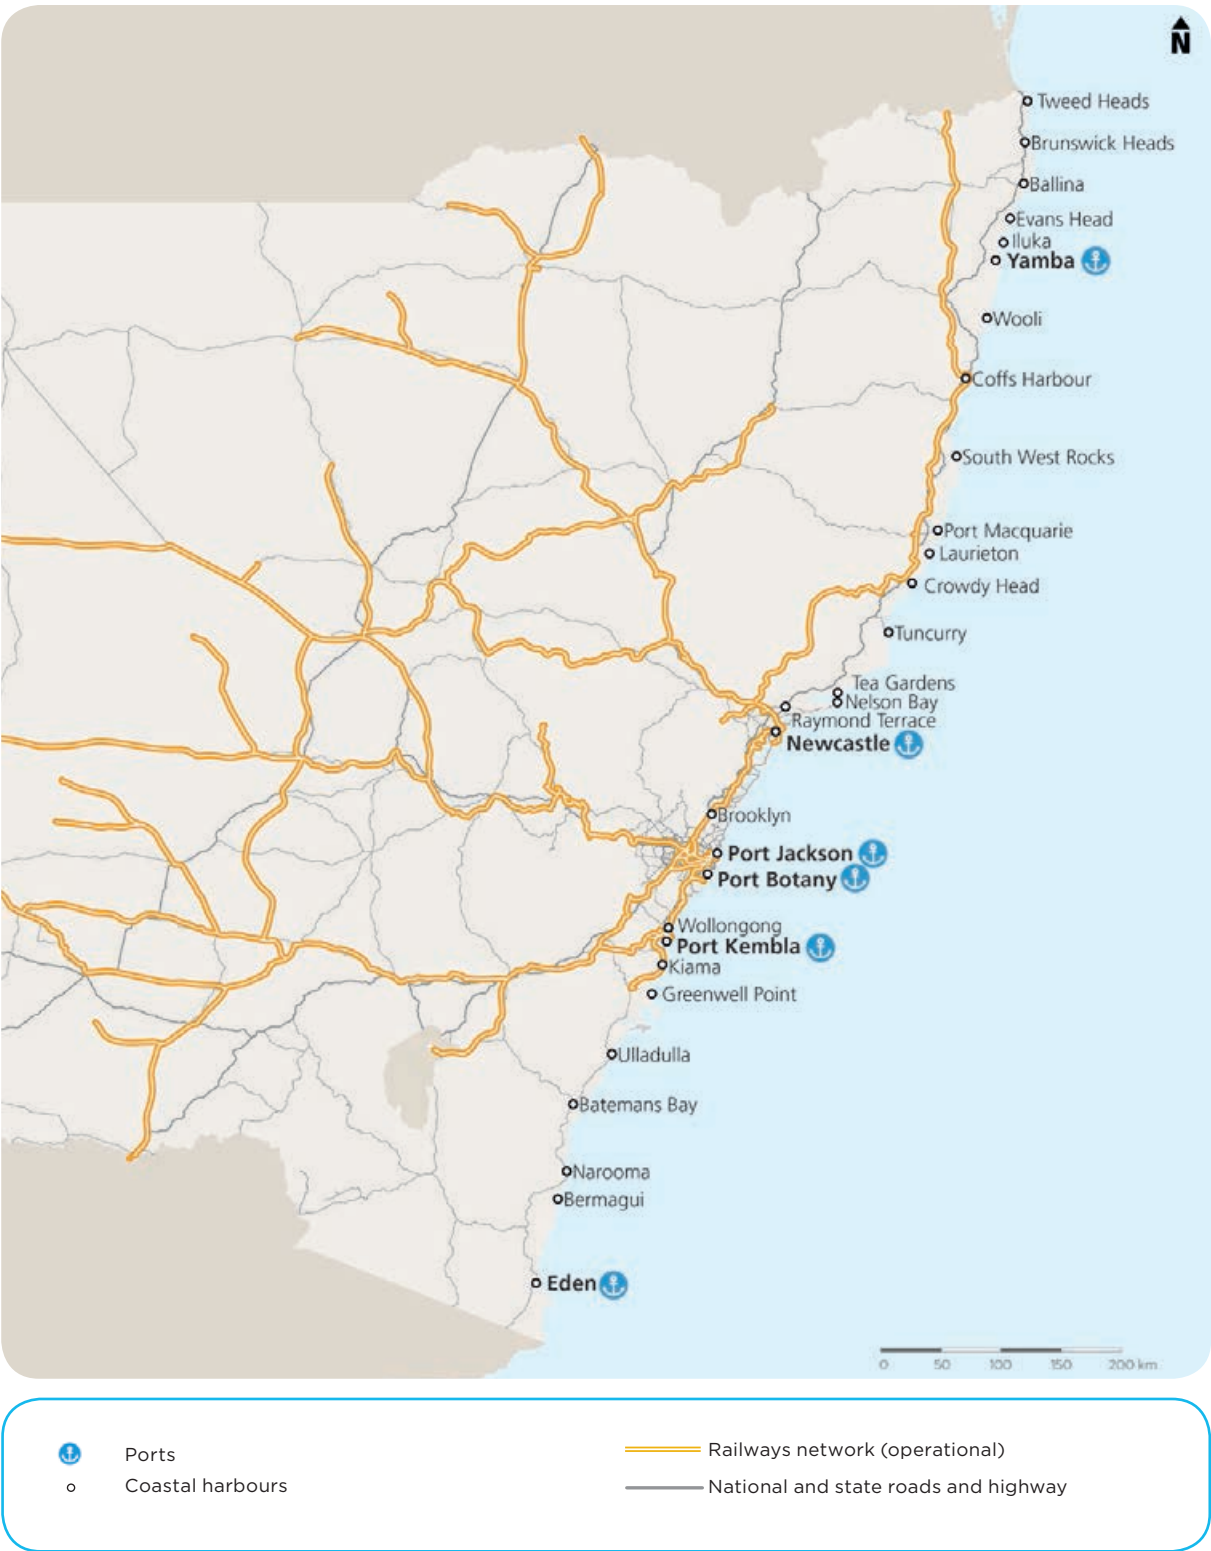 N
Tweed Heads
Brunswick Heads
Ballina
Evans Head
Iluka
Yamba
Wooli
Coffs Harbour
South West Rocks
Port Macquarie
Laurieton
Crowdy Head
Tuncurry
Tea Gardens
Nelson Bay
Raymond Terrace
Newcastle
Brooklyn
Port Jackson
Port Botany
Wollongong
Port Kembla
Kiama
Greenwell Point
Ulladulla
Batemans Bay
Narooma
Bermagui
Eden
0 50 100 150 200 km
Ports
Coastal harbours
Railways network (operational)
National and state roads and highway